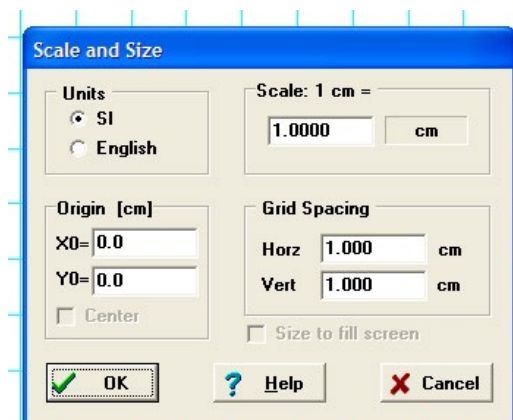 Scale and Size
Units
SI
English
Scale: 1 cm =
1.0000 cm
Origin [cm]
X0= 0.0
Y0= 0.0
Center
Grid Spacing
Horz 1.000 cm
Vert 1.000 cm
Size to fill screen
OK
Help
Cancel